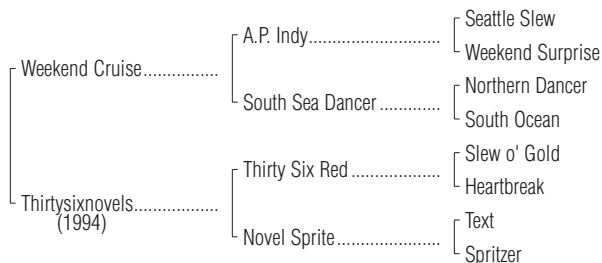 Seattle Slew
A.P. Indy..............................
Weekend Surprise
Weekend Cruise.................
Northern Dancer
South Sea Dancer..............
South Ocean
Slew o' Gold
Thirty Six Red....................
Heartbreak
Thirtysixnovels...................
(1994)
Text
Novel Sprite.......................
Spritzer